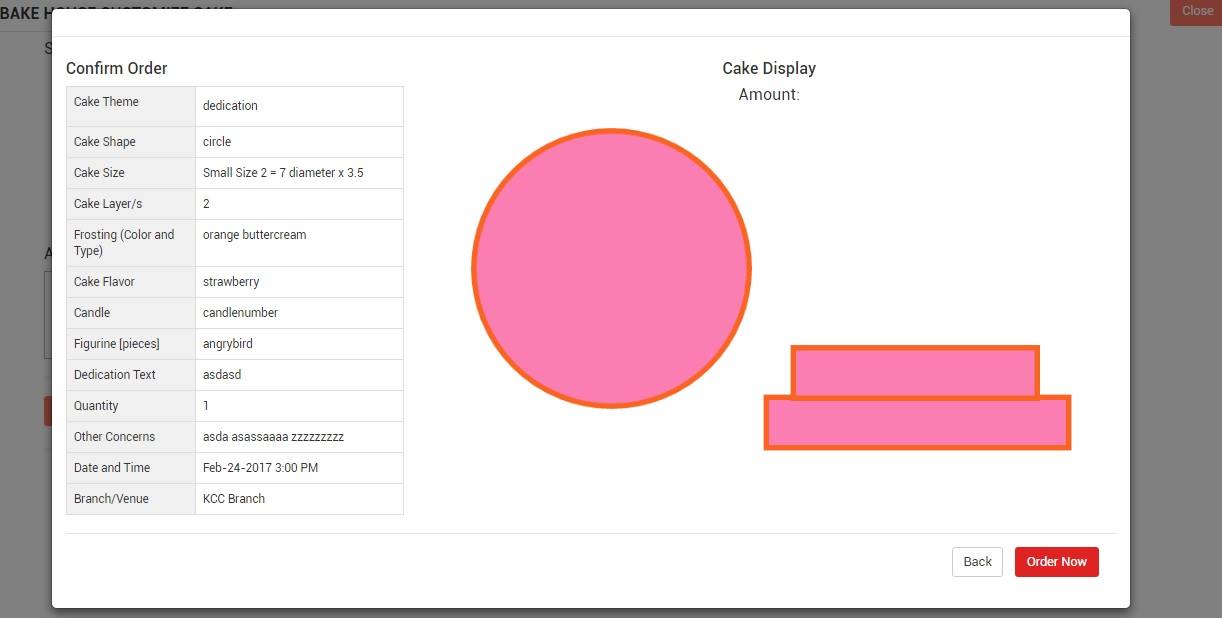 BAKE HOUSE CUSTOMIZE CAKE
Close
Confirm Order
Cake Theme dedication
Cake Shape circle
Cake Size Small Size 2 = 7 diameter x 3.5
Cake Layer/s 2
Frosting (Color and orange buttercream
Type)
Cake Flavor strawberry
Candle candlenumber
Figurine [pieces] angrybird
Dedication Text asdasd
Quantity 1
Other Concerns asda asassaaaa zzzzzzzzz
Date and Time Feb-24-2017 3:00 PM
Branch/Venue KCC Branch
Cake Display
Amount:
Back
Order Now